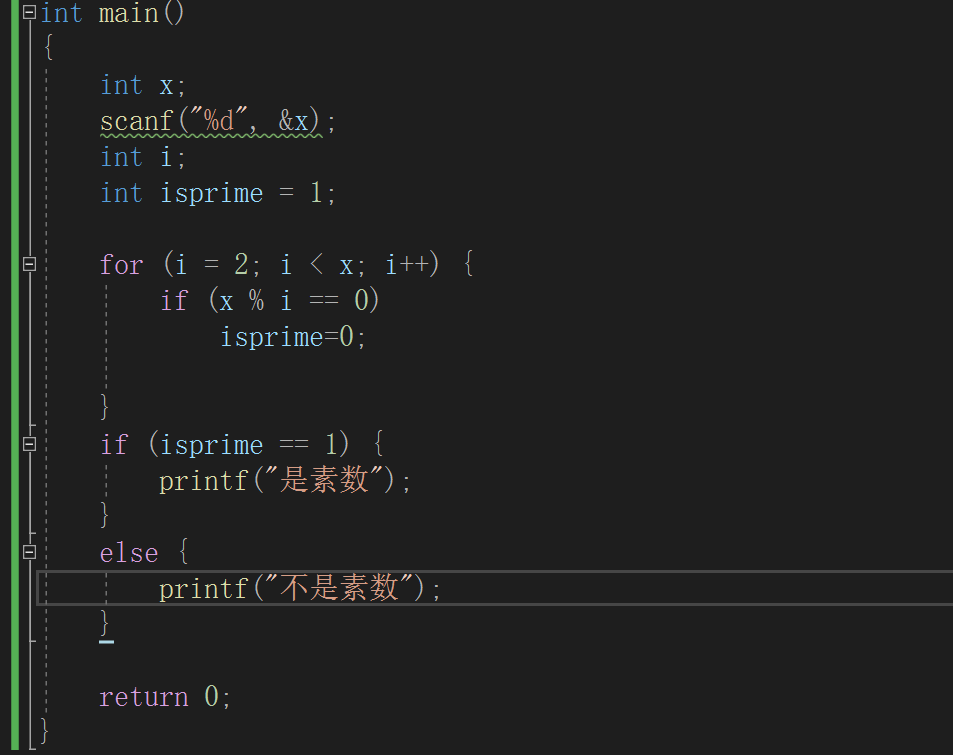 int main()
{
int x;
scanf("%d", &x);
int i;
int isprime = 1;
for (i = 2; i < x; i++) {
if (x % i == 0)
isprime=0;
}
if (isprime == 1) {
printf("是素数");
}
else {
printf("不是素数");
}
return 0;
}